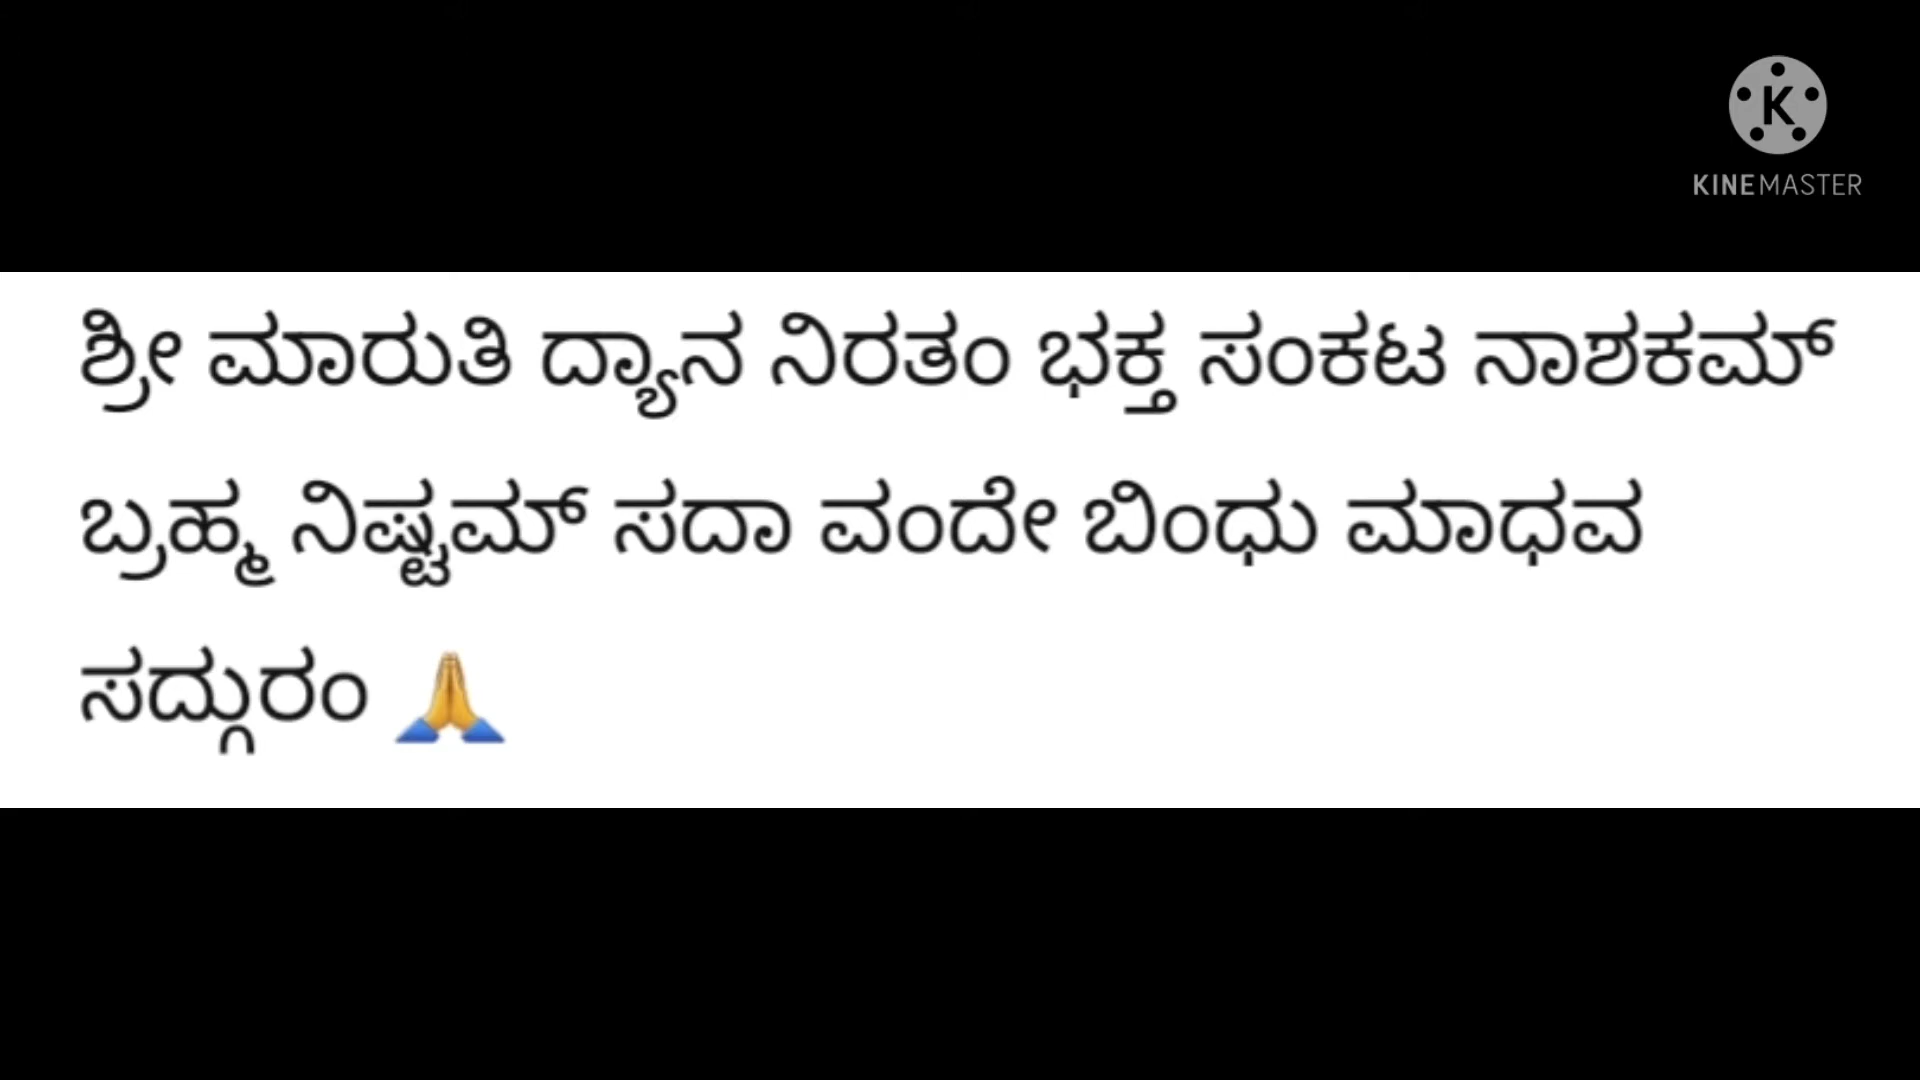 KINEMASTER
ಶ್ರೀ ಮಾರುತಿ ದ್ಯಾನ ನಿರತಂ ಭಕ್ತ ಸಂಕಟ ನಾಶಕಮ್
ಬ್ರಹ್ಮ ನಿಷ್ಟಮ್ ಸದಾ ವಂದೇ ಬಿಂಧು ಮಾಧವ
ಸದ್ಗುರಂ 🙏